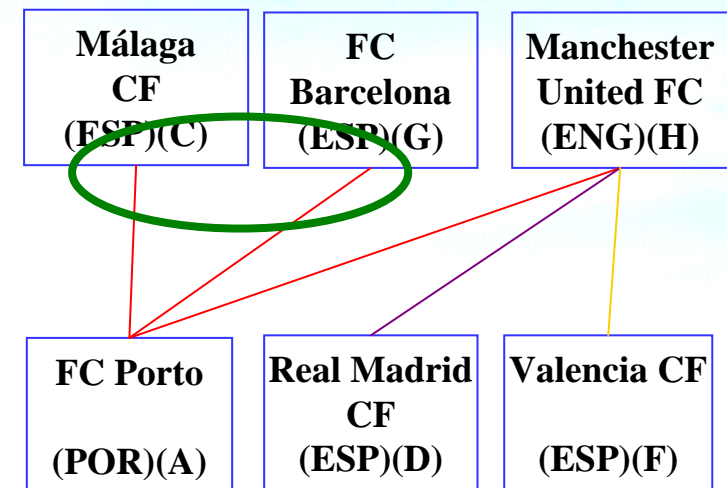 Málaga
CF
(ESP)(C)
FC
Barcelona
(ESP)(G)
Manchester
United FC
(ENG)(H)
FC Porto
(POR)(A)
Real Madrid
CF
(ESP)(D)
Valencia CF
(ESP)(F)